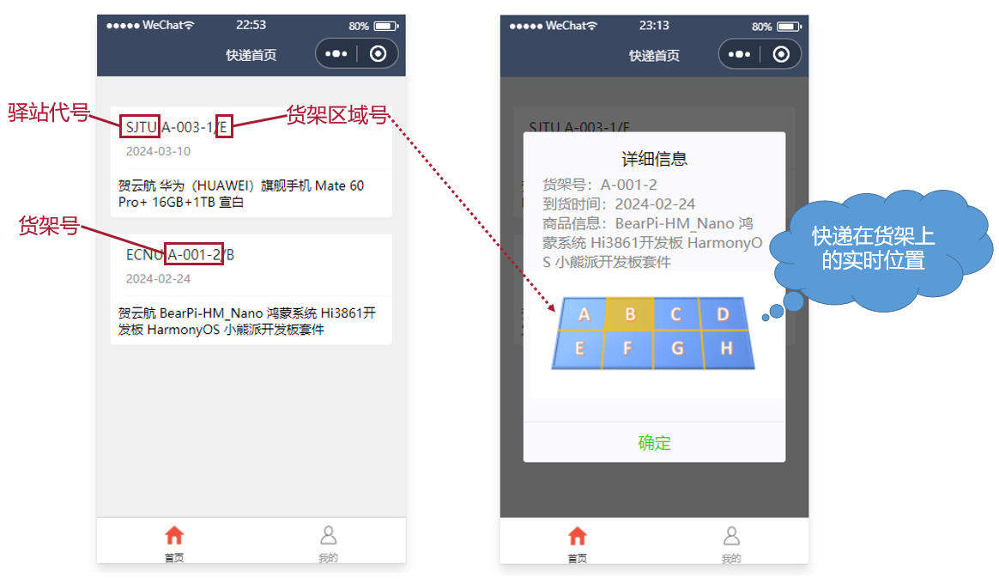 ●●●●● WeChat
22:53
80%
快递首页
驿站代号
货架区域号
SJTU A-003-1/E
2024-03-10
贺云航 华为（HUAWEI）旗舰手机 Mate 60
Pro+ 16GB+1TB 宣白
货架号
ECNU A-001-2/B
2024-02-24
贺云航 BearPi-HM_Nano 鸿蒙系统 Hi3861开
发板 HarmonyOS 小熊派开发板套件
首页
我的
●●●●● WeChat
23:13
80%
快递首页
SJTU A-003-1/E
详细信息
货架号：A-001-2
到货时间：2024-02-24
商品信息：BearPi-HM_Nano 鸿
蒙系统 Hi3861开发板 HarmonyO
S 小熊派开发板套件
A B C D
E F G H
确定
快递在货架上
的实时位置
首页
我的